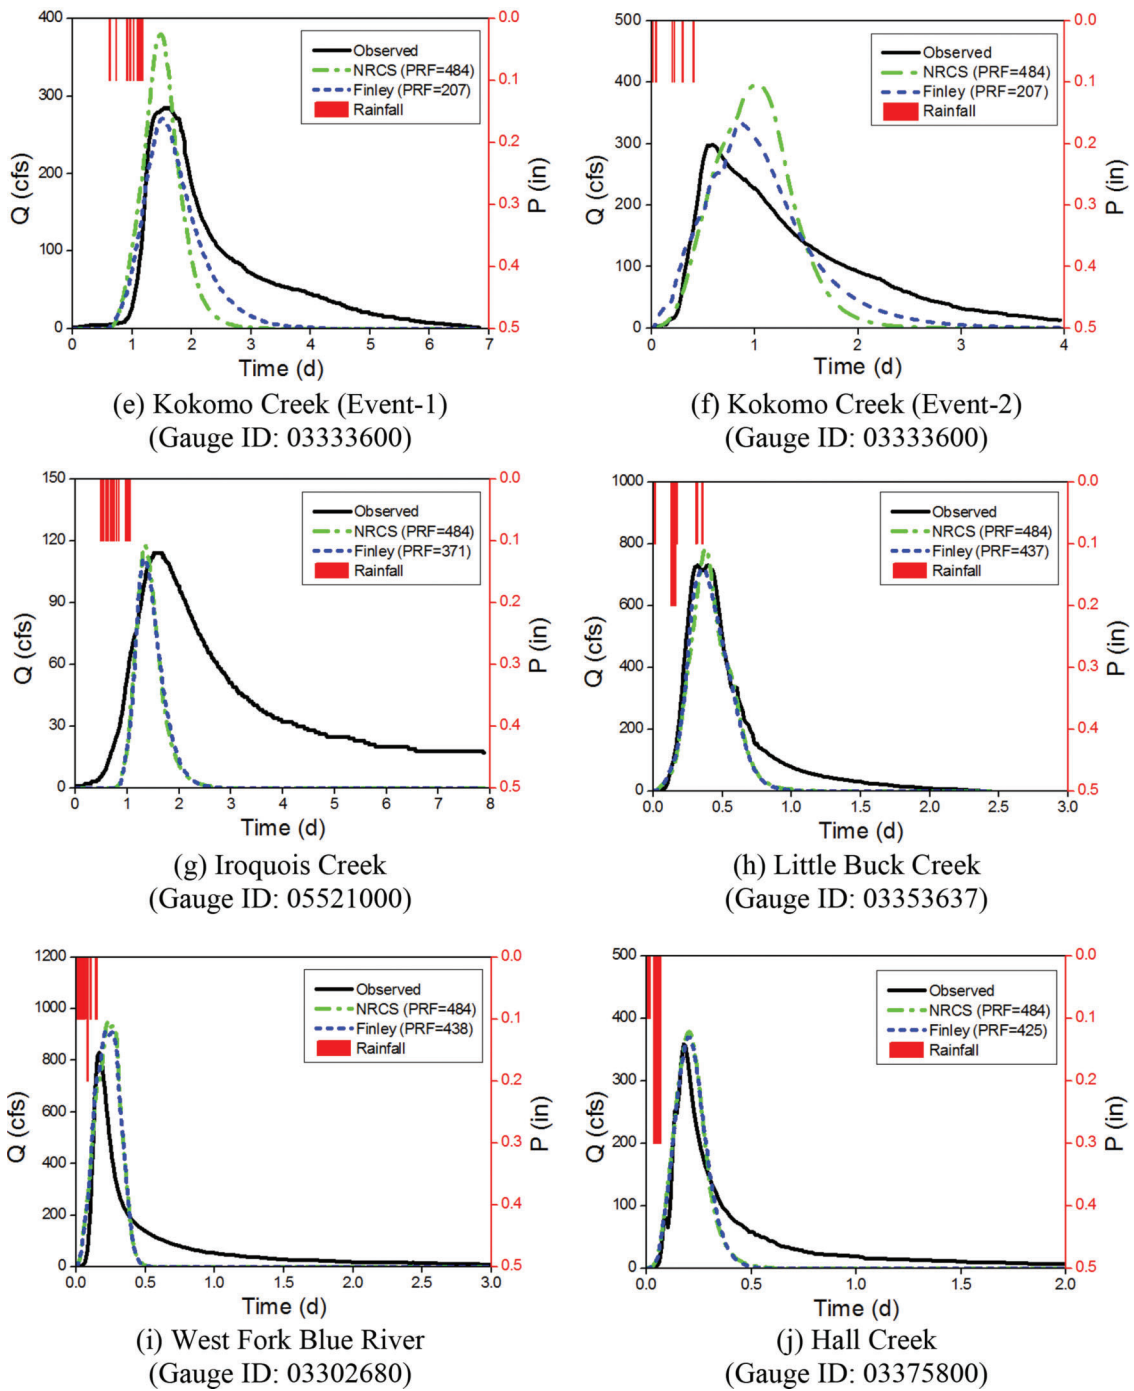 400
300
200
100
0
Q (cfs)
0 1 2 3 4 5 6 7
Time (d)
0.0
0.1
0.2
0.3
0.4
0.5
P (in)
Observed
NRCS (PRF=484)
Finley (PRF=207)
Rainfall
(e) Kokomo Creek (Event-1)
(Gauge ID: 03333600)
500
400
300
200
100
0
Q (cfs)
0 1 2 3 4
Time (d)
0.0
0.1
0.2
0.3
0.4
0.5
P (in)
Observed
NRCS (PRF=484)
Finley (PRF=207)
Rainfall
(f) Kokomo Creek (Event-2)
(Gauge ID: 03333600)
150
120
90
60
30
0
Q (cfs)
0 1 2 3 4 5 6 7 8
Time (d)
0.0
0.1
0.2
0.3
0.4
0.5
P (in)
Observed
NRCS (PRF=484)
Finley (PRF=371)
Rainfall
(g) Iroquois Creek
(Gauge ID: 05521000)
1000
800
600
400
200
0
Q (cfs)
0.0 0.5 1.0 1.5 2.0 2.5 3.0
Time (d)
0.0
0.1
0.2
0.3
0.4
0.5
P (in)
Observed
NRCS (PRF=484)
Finley (PRF=437)
Rainfall
(h) Little Buck Creek
(Gauge ID: 03353637)
1200
1000
800
600
400
200
0
Q (cfs)
0.0 0.5 1.0 1.5 2.0 2.5 3.0
Time (d)
0.0
0.1
0.2
0.3
0.4
0.5
P (in)
Observed
NRCS (PRF=484)
Finley (PRF=438)
Rainfall
(i) West Fork Blue River
(Gauge ID: 03302680)
500
400
300
200
100
0
Q (cfs)
0.0 0.5 1.0 1.5 2.0
Time (d)
0.0
0.1
0.2
0.3
0.4
0.5
P (in)
Observed
NRCS (PRF=484)
Finley (PRF=425)
Rainfall
(j) Hall Creek
(Gauge ID: 03375800)